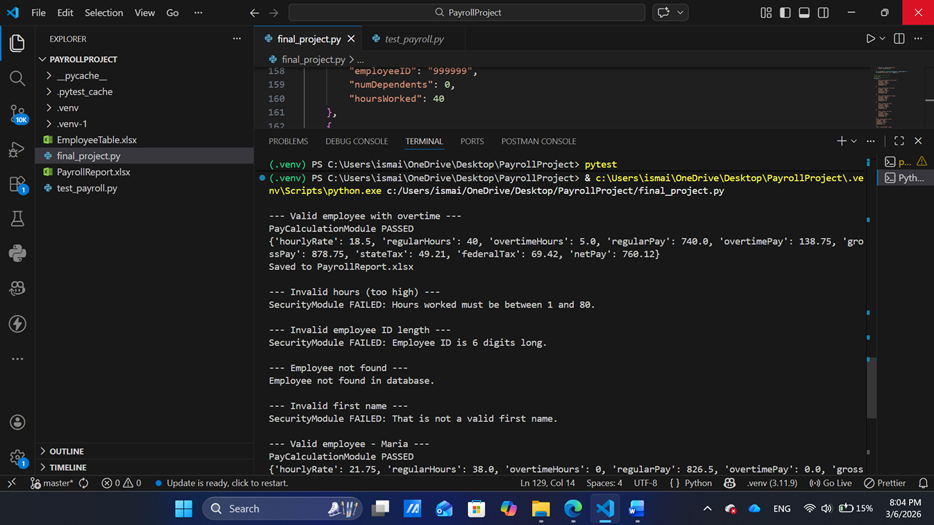 File Edit Selection View Go ··· PayrollProject
EXPLORER ···
final_project.py
test_payroll.py
PAYROLLPROJECT
final_project.py > ...
__pycache__
.pytest_cache
.venv
.venv-1
EmployeeTable.xlsx
final_project.py
PayrollReport.xlsx
test_payroll.py
OUTLINE
TIMELINE
10K
1
1
158 "employeeID": "999999",
159 "numDependents": 0,
160 "hoursWorked": 40
161 },
162 {
PROBLEMS DEBUG CONSOLE TERMINAL PORTS POSTMAN CONSOLE
p...
Pyth...
(.venv) PS C:\Users\ismai\OneDrive\Desktop\PayrollProject> pytest
(.venv) PS C:\Users\ismai\OneDrive\Desktop\PayrollProject> & c:\Users\ismai\OneDrive\Desktop\PayrollProject\.ve
nv\Scripts\python.exe c:/Users/ismai/OneDrive/Desktop/PayrollProject/final_project.py
--- Valid employee with overtime ---
PayCalculationModule PASSED
{'hourlyRate': 18.5, 'regularHours': 40, 'overtimeHours': 5.0, 'regularPay': 740.0, 'overtimePay': 138.75, 'gro
ssPay': 878.75, 'stateTax': 49.21, 'federalTax': 69.42, 'netPay': 760.12}
Saved to PayrollReport.xlsx
--- Invalid hours (too high) ---
SecurityModule FAILED: Hours worked must be between 1 and 80.
--- Invalid employee ID length ---
SecurityModule FAILED: Employee ID is 6 digits long.
--- Employee not found ---
Employee not found in database.
--- Invalid first name ---
SecurityModule FAILED: That is not a valid first name.
--- Valid employee - Maria ---
PayCalculationModule PASSED
{'hourlyRate': 21.75, 'regularHours': 38.0, 'overtimeHours': 0, 'regularPay': 826.5, 'overtimePay': 0.0, 'gross
master* 0 0 Update is ready, click to restart. Ln 129, Col 14 Spaces: 4 UTF-8 { } Python .venv (3.11.9) Go Live Prettier
Search ENG 15% 8:04 PM
3/6/2026